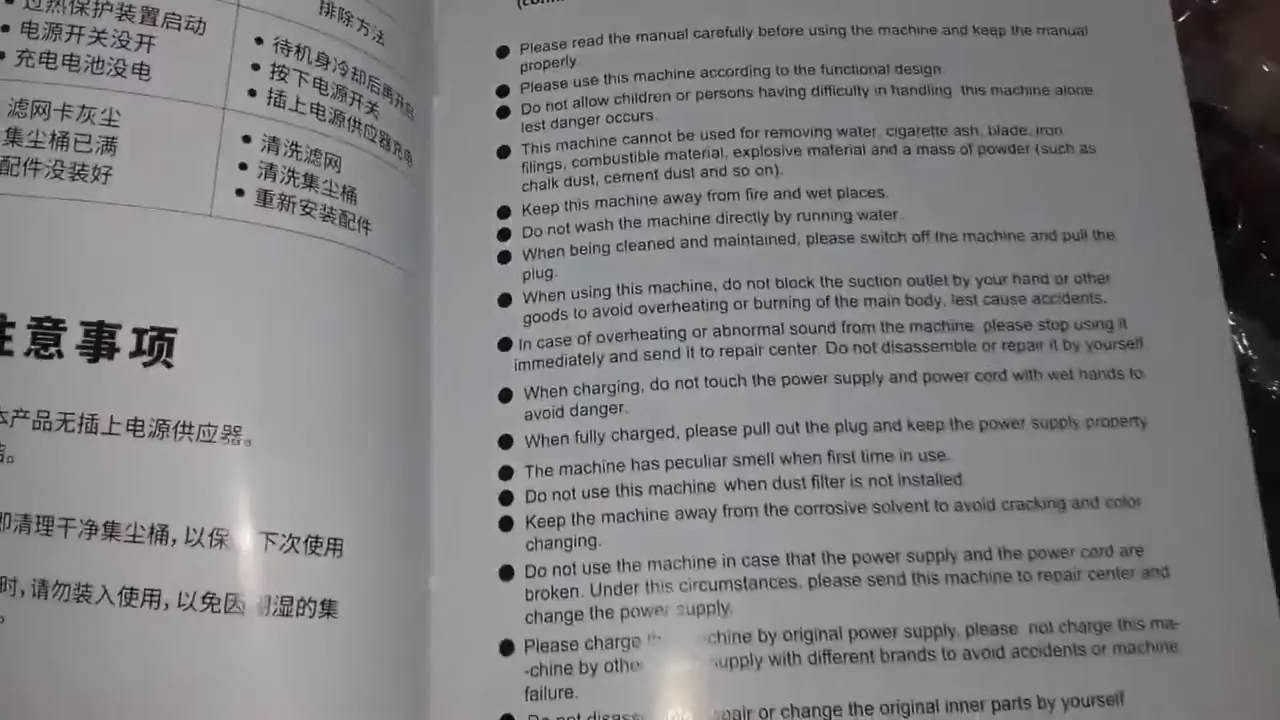 过热保护装置启动
• 电源开关没开
• 充电电池没电
滤网卡灰尘
集尘桶已满
配件没装好
排除方法
• 待机身冷却后再开启
• 按下电源开关
• 插上电源供应器充电
• 清洗滤网
• 清洗集尘桶
• 重新安装配件
注意事项
本产品无插上电源供应器。
即清理干净集尘桶，以保 下次使用
时，请勿装入使用，以免因 湿的集
● Please read the manual carefully before using the machine and keep the manual
properly
● Please use this machine according to the functional design.
● Do not allow children or persons having difficulty in handling this machine alone
lest danger occurs.
● This machine cannot be used for removing water, cigarette ash, blade, iron
filings, combustible material, explosive material and a mass of powder (such as
chalk dust, cement dust and so on).
● Keep this machine away from fire and wet places.
● Do not wash the machine directly by running water
● When being cleaned and maintained, please switch off the machine and pull the
plug.
● When using this machine, do not block the suction outlet by your hand or other
goods to avoid overheating or burning of the main body, lest cause accidents.
● In case of overheating or abnormal sound from the machine please stop using it
immediately and send it to repair center. Do not disassemble or repair it by yourself
● When charging, do not touch the power supply and power cord with wet hands to
avoid danger.
● When fully charged, please pull out the plug and keep the power supply property
● The machine has peculiar smell when first time in use.
● Do not use this machine when dust filter is not installed.
● Keep the machine away from the corrosive solvent to avoid cracking and color
changing.
● Do not use the machine in case that the power supply and the power cord are
broken. Under this circumstances, please send this machine to repair center and
change the power supply.
● Please charge chine by original power supply, please not charge this ma-
-chine by othe upply with different brands to avoid accidents or machine
failure.
● Do not disass pair or change the original inner parts by yourself